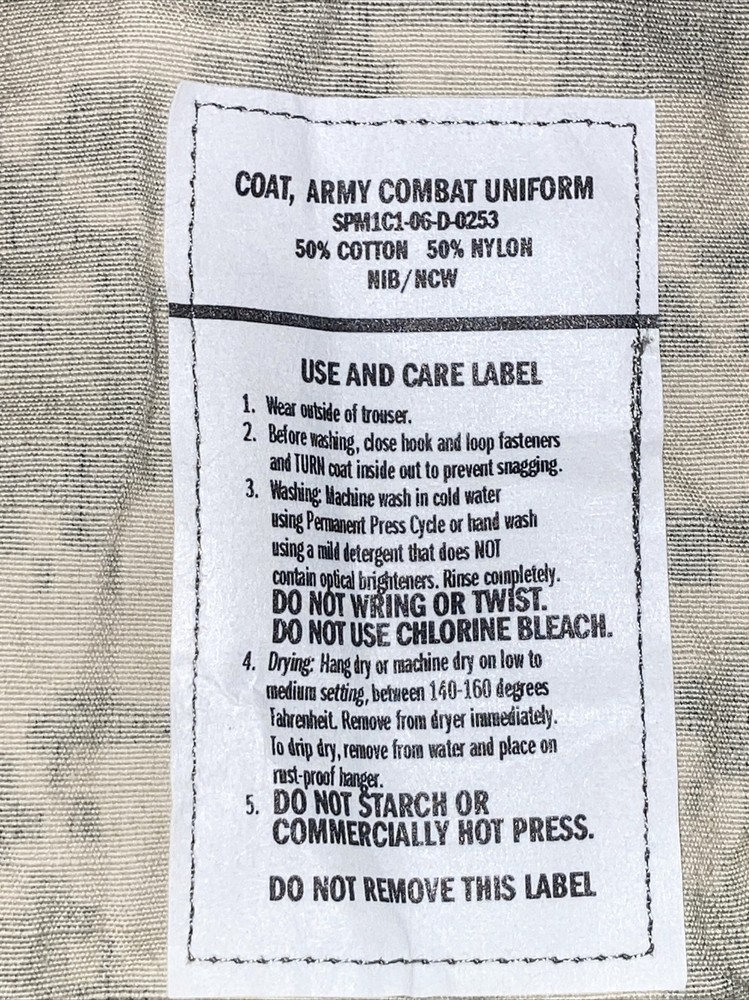 COAT, ARMY COMBAT UNIFORM
SPM1C1-06-D-0253
50% COTTON 50% NYLON
NIB/NCW
USE AND CARE LABEL
1. Wear outside of trouser.
2. Before washing, close hook and loop fasteners
and TURN coat inside out to prevent snagging.
3. Washing: Machine wash in cold water
using Permanent Press Cycle or hand wash
using a mild detergent that does NOT
contain optical brighteners. Rinse completely.
DO NOT WRING OR TWIST.
DO NOT USE CHLORINE BLEACH.
4. Drying: Hang dry or machine dry on low to
medium setting, between 140-160 degrees
Fahrenheit. Remove from dryer immediately.
To drip dry, remove from water and place on
rust-proof hanger.
5. DO NOT STARCH OR
COMMERCIALLY HOT PRESS.
DO NOT REMOVE THIS LABEL